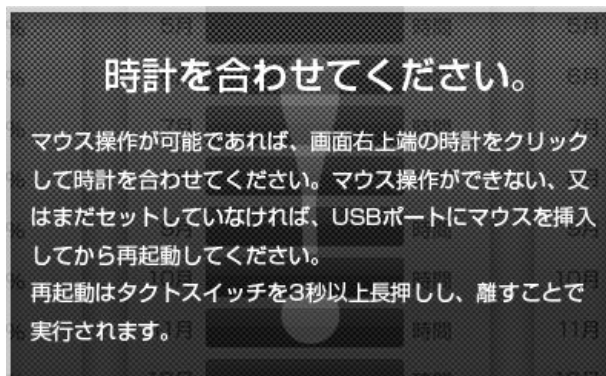 時計を合わせてください。
マウス操作が可能であれば、画面右上端の時計をクリック
して時計を合わせてください。マウス操作ができない、又
はまだセットしていなければ、USBポートにマウスを挿入
してから再起動してください。
再起動はタクトスイッチを3秒以上長押しし、離すことで
実行されます。